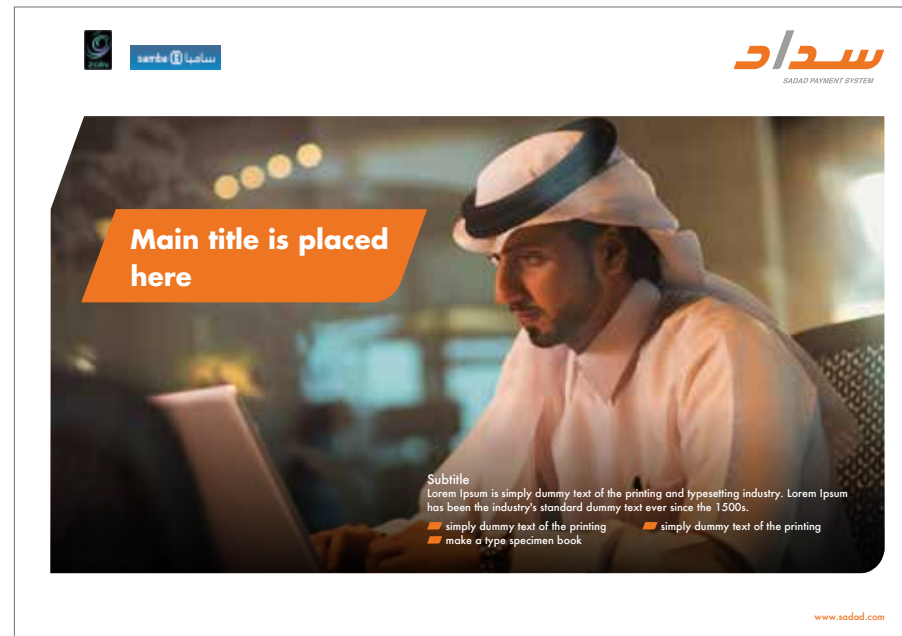 samba سامبا
سداد
SADAD PAYMENT SYSTEM
Main title is placed
here
Subtitle
Lorem Ipsum is simply dummy text of the printing and typesetting industry. Lorem Ipsum
has been the industry's standard dummy text ever since the 1500s.
simply dummy text of the printing
simply dummy text of the printing
make a type specimen book
www.sadad.com